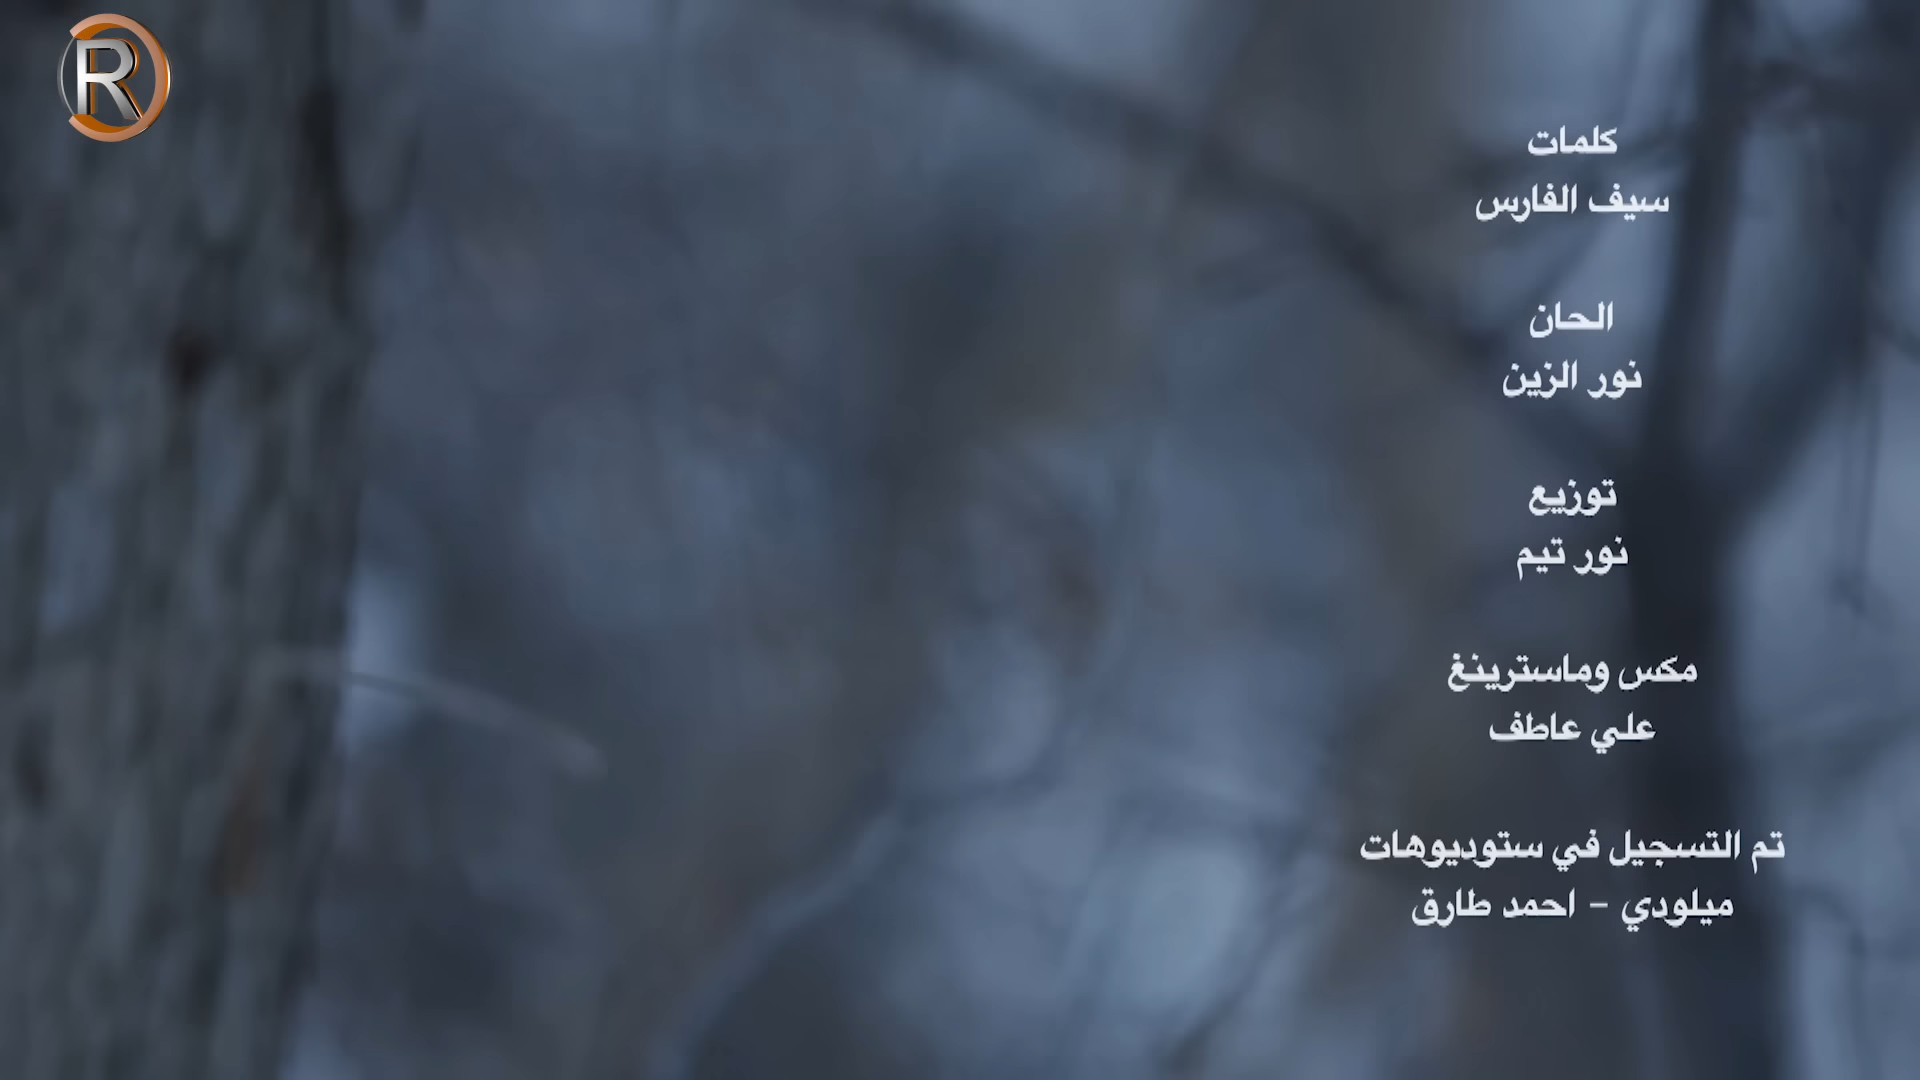 R
كلمات
سيف الفارس
الحان
نور الزين
توزيع
نور تيم
مكس وماسترينغ
علي عاطف
تم التسجيل في ستوديوهات
ميلودي - احمد طارق